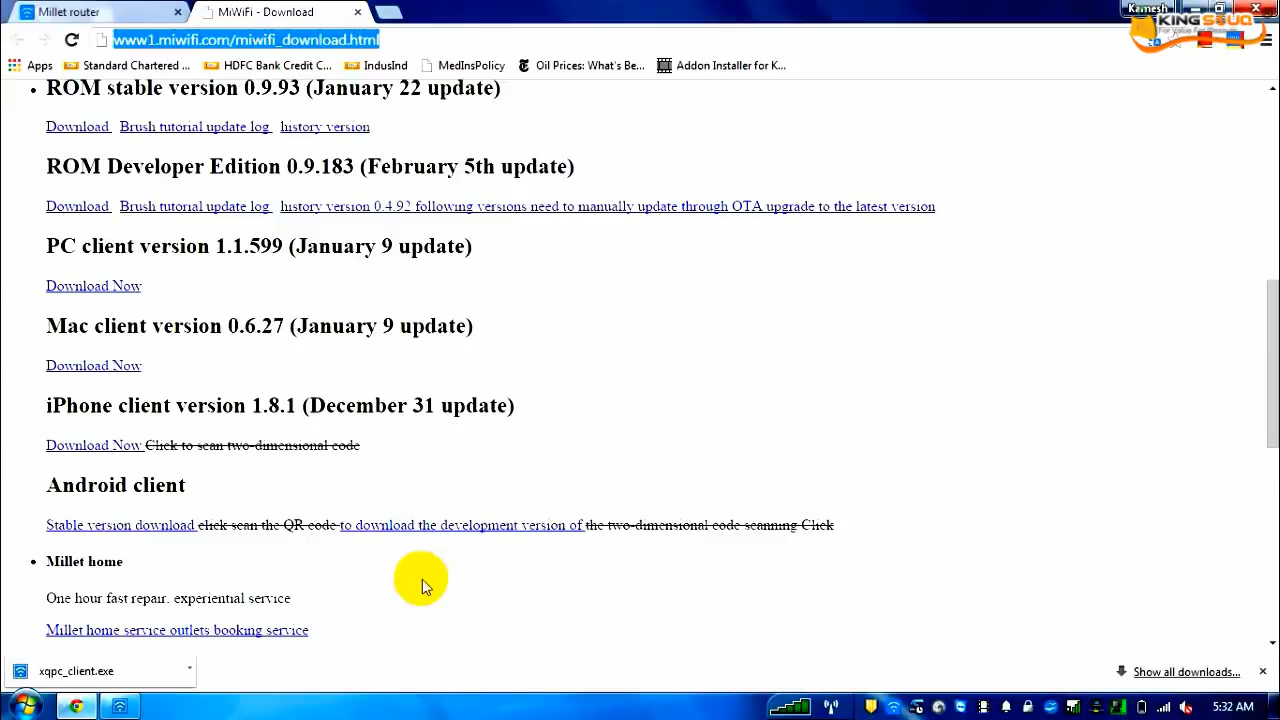 Millet router
MiWiFi - Download
Kamesh
KING
For Value For Reason
www1.miwifi.com/miwifi_download.html
Apps
Standard Chartered ...
HDFC Bank Credit C...
IndusInd
MedInsPolicy
Oil Prices: What's Be...
Addon Installer for K...
ROM stable version 0.9.93 (January 22 update)
Download Brush tutorial update log history version
ROM Developer Edition 0.9.183 (February 5th update)
Download Brush tutorial update log history version 0.4.92 following versions need to manually update through OTA upgrade to the latest version
PC client version 1.1.599 (January 9 update)
Download Now
Mac client version 0.6.27 (January 9 update)
Download Now
iPhone client version 1.8.1 (December 31 update)
Download Now Click to scan two-dimensional code
Android client
Stable version download click scan the QR code to download the development version of the two-dimensional code scanning Click
Millet home
One hour fast repair, experiential service
Millet home service outlets booking service
xqpc_client.exe
Show all downloads...
5:32 AM